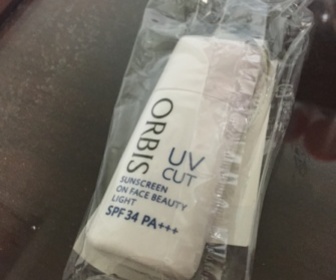 ORBIS
UV
CUT
SUNSCREEN
ON FACE BEAUTY
LIGHT
SPF34 PA+++